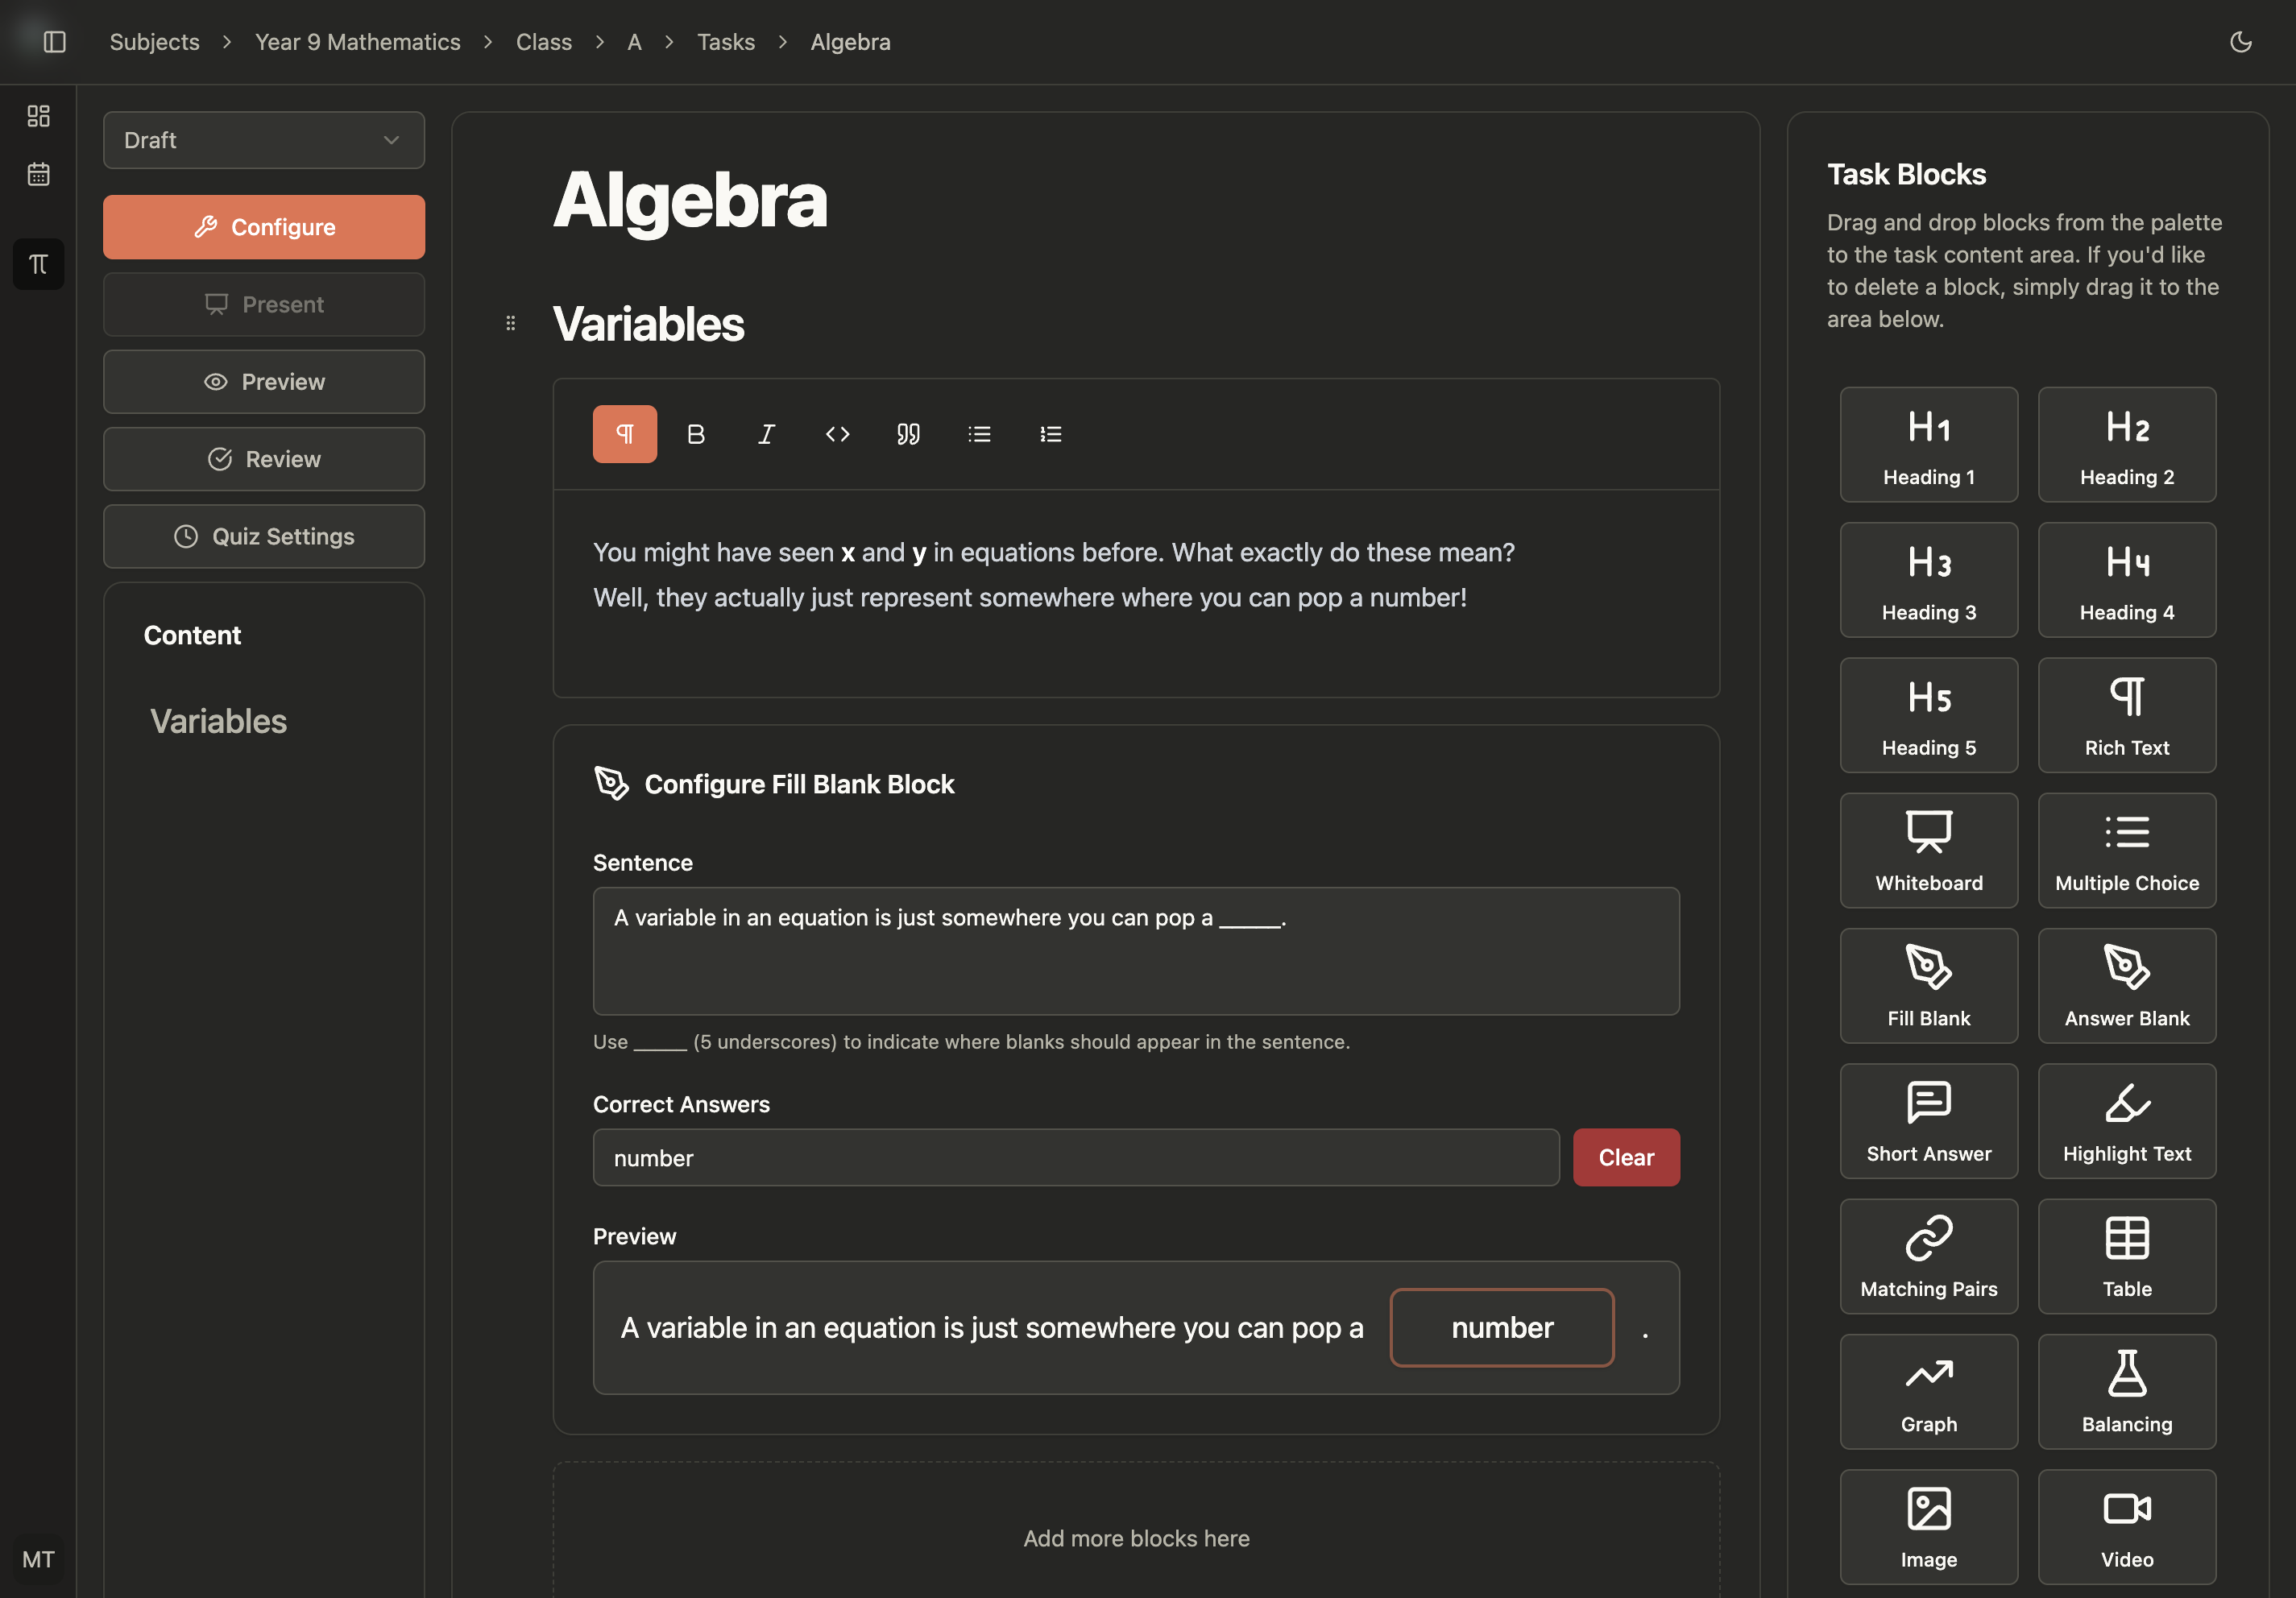 Subjects > Year 9 Mathematics > Class > A > Tasks > Algebra
Draft
Configure
Present
Preview
Review
Quiz Settings
Content
Variables
MT
Algebra
Variables
You might have seen x and y in equations before. What exactly do these mean?
Well, they actually just represent somewhere where you can pop a number!
Configure Fill Blank Block
Sentence
A variable in an equation is just somewhere you can pop a _____.
Use _____ (5 underscores) to indicate where blanks should appear in the sentence.
Correct Answers
number
Clear
Preview
A variable in an equation is just somewhere you can pop a number .
Add more blocks here
Task Blocks
Drag and drop blocks from the palette
to the task content area. If you'd like
to delete a block, simply drag it to the
area below.
H1 H2
Heading 1 Heading 2
H3 H4
Heading 3 Heading 4
H5
Heading 5 Rich Text
Whiteboard Multiple Choice
Fill Blank Answer Blank
Short Answer Highlight Text
Matching Pairs Table
Graph Balancing
Image Video